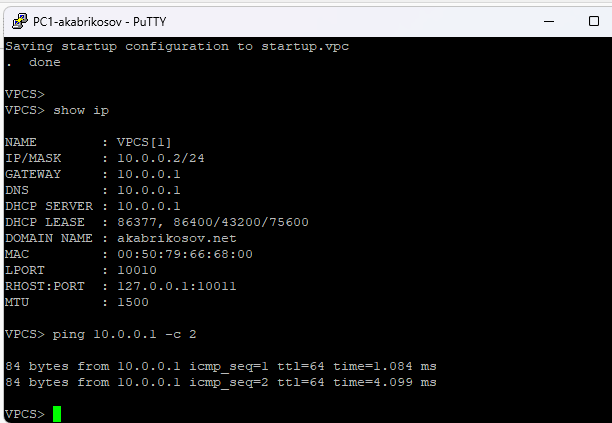 PC1-akabrikosov - PuTTY
Saving startup configuration to startup.vpc
.  done
VPCS>
VPCS> show ip
NAME        : VPCS[1]
IP/MASK     : 10.0.0.2/24
GATEWAY     : 10.0.0.1
DNS         : 10.0.0.1
DHCP SERVER : 10.0.0.1
DHCP LEASE  : 86377, 86400/43200/75600
DOMAIN NAME : akabrikosov.net
MAC         : 00:50:79:66:68:00
LPORT       : 10010
RHOST:PORT  : 127.0.0.1:10011
MTU         : 1500
VPCS> ping 10.0.0.1 -c 2
84 bytes from 10.0.0.1 icmp_seq=1 ttl=64 time=1.084 ms
84 bytes from 10.0.0.1 icmp_seq=2 ttl=64 time=4.099 ms
VPCS>